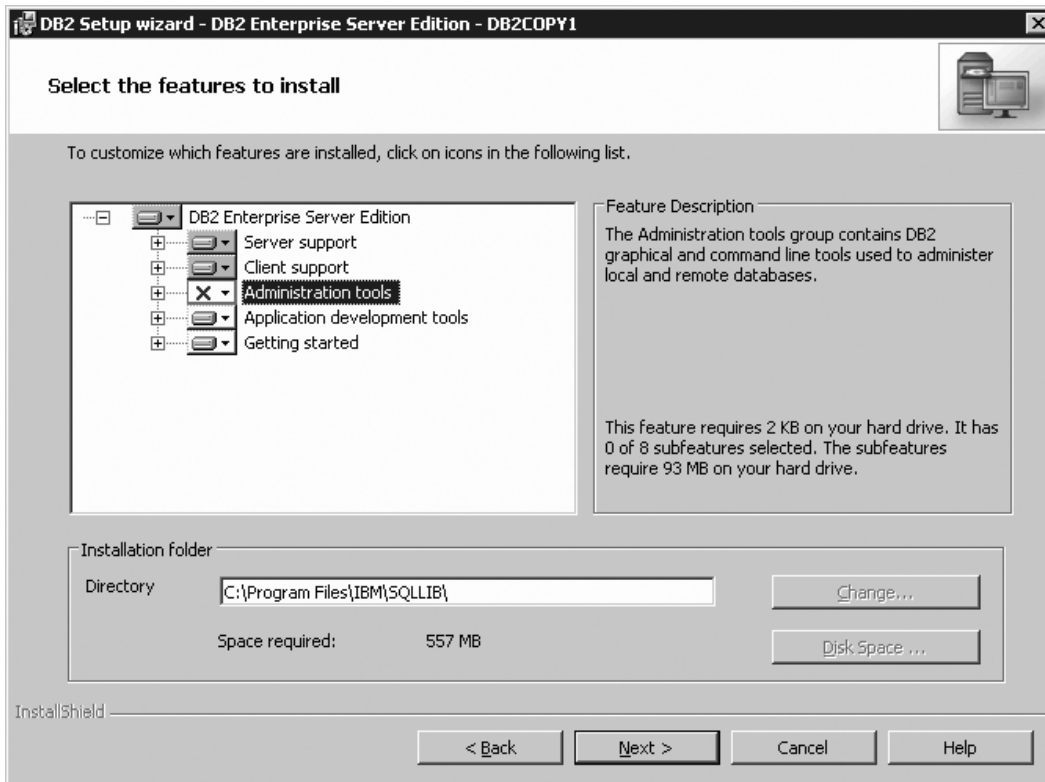 DB2 Setup wizard - DB2 Enterprise Server Edition - DB2COPY1
Select the features to install
To customize which features are installed, click on icons in the following list.
DB2 Enterprise Server Edition
Server support
Client support
Administration tools
Application development tools
Getting started
Feature Description
The Administration tools group contains DB2
graphical and command line tools used to administer
local and remote databases.
This feature requires 2 KB on your hard drive. It has
0 of 8 subfeatures selected. The subfeatures
require 93 MB on your hard drive.
Installation folder
Directory
C:\Program Files\IBM\SQLLIB\
Change...
Space required: 557 MB
Disk Space ...
InstallShield
< Back
Next >
Cancel
Help